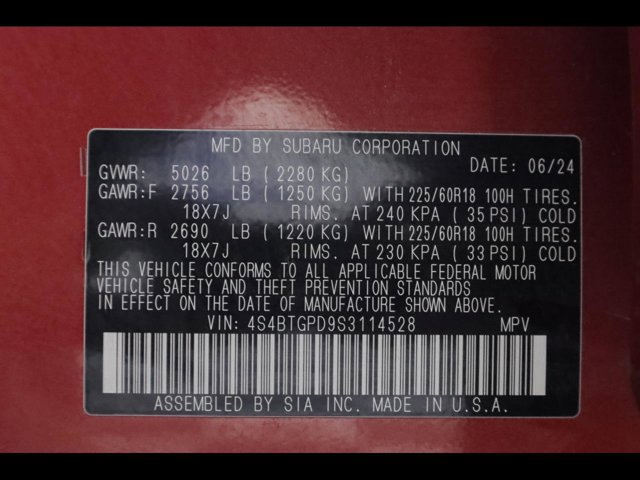 MFD BY SUBARU CORPORATION
DATE: 06/24
GVWR: 5026 LB ( 2280 KG)
GAWR:F 2756 LB ( 1250 KG) WITH 225/60R18 100H TIRES.
18X7J RIMS. AT 240 KPA ( 35 PSI) COLD
GAWR:R 2690 LB ( 1220 KG) WITH 225/60R18 100H TIRES.
18X7J RIMS. AT 230 KPA ( 33 PSI) COLD
THIS VEHICLE CONFORMS TO ALL APPLICABLE FEDERAL MOTOR
VEHICLE SAFETY AND THEFT PREVENTION STANDARDS
IN EFFECT ON THE DATE OF MANUFACTURE SHOWN ABOVE.
VIN: 4S4BTGPD9S3114528 MPV
ASSEMBLED BY SIA INC. MADE IN U.S.A.